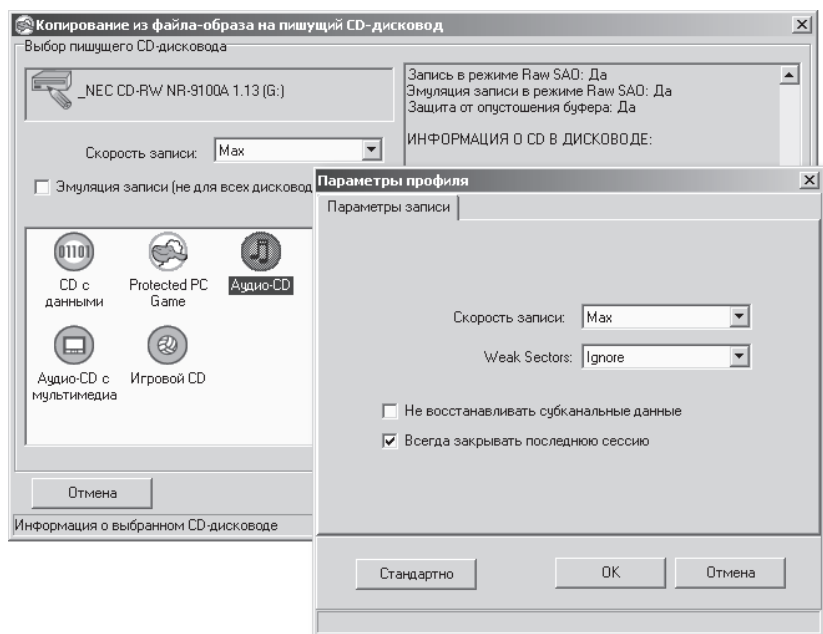 Копирование из файла-образа на пишущий CD-дисковод
Выбор пишущего CD-дисковода
_NEC CD-RW NR-9100A 1.13 (G:)
Скорость записи: Max
Эмуляция записи (не для всех дисковод
Запись в режиме Raw SAO: Да
Эмуляция записи в режиме Raw SAO: Да
Защита от опустошения буфера: Да
ИНФОРМАЦИЯ О CD В ДИСКОВОДЕ:
01101
CD с
данными
Protected PC
Game
Аудио-CD
Аудио-CD с
мультимедиа
Игровой CD
Отмена
Информация о выбранном CD-дисководе
Параметры профиля
Параметры записи
Скорость записи: Max
Weak Sectors: Ignore
Не восстанавливать субканальные данные
Всегда закрывать последнюю сессию
Стандартно
OK
Отмена